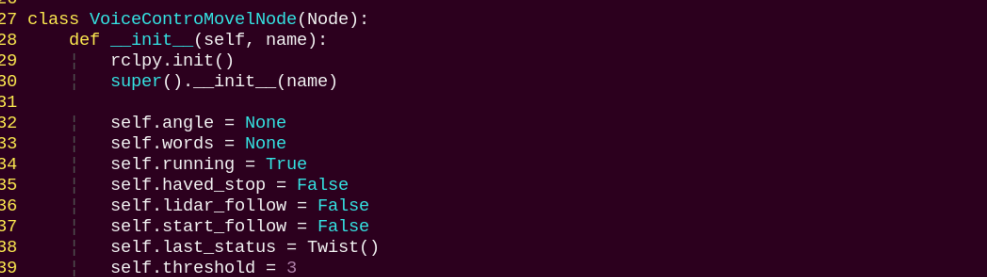 27 class VoiceControMovelNode(Node):
28     def __init__(self, name):
29         rclpy.init()
30         super().__init__(name)
31
32         self.angle = None
33         self.words = None
34         self.running = True
35         self.haved_stop = False
36         self.lidar_follow = False
37         self.start_follow = False
38         self.last_status = Twist()
39         self.threshold = 3